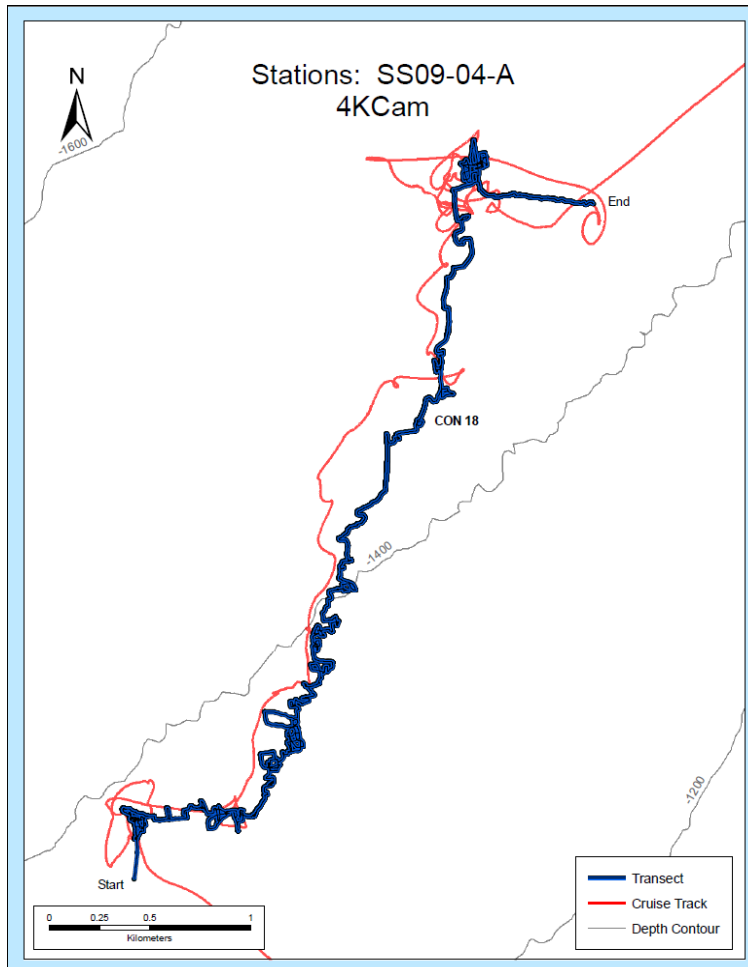 Stations: SS09-04-A
4KCam
N
-1600
End
CON 18
-1400
-1200
Start
Transect
Cruise Track
Depth Contour
0 0.25 0.5 1
Kilometers